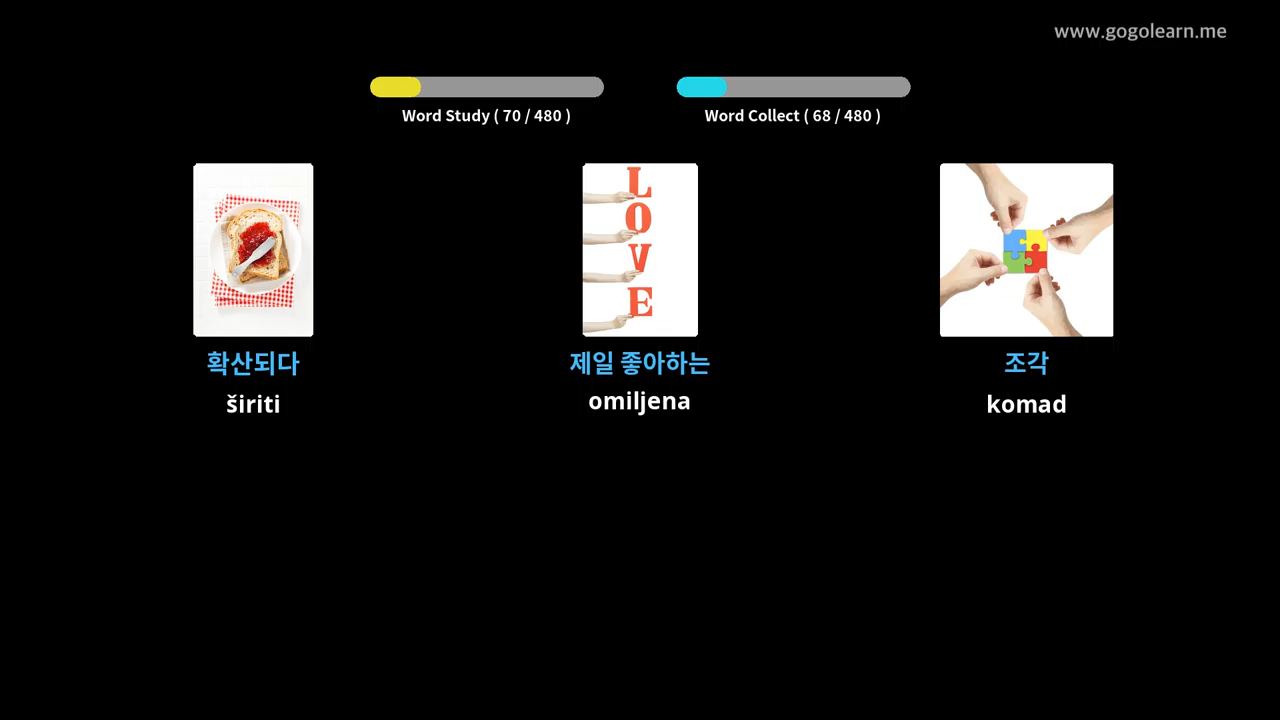 www.gogolearn.me
Word Study ( 70 / 480 )
Word Collect ( 68 / 480 )
L
O
V
E
확산되다
제일 좋아하는
조각
širiti
omiljena
komad